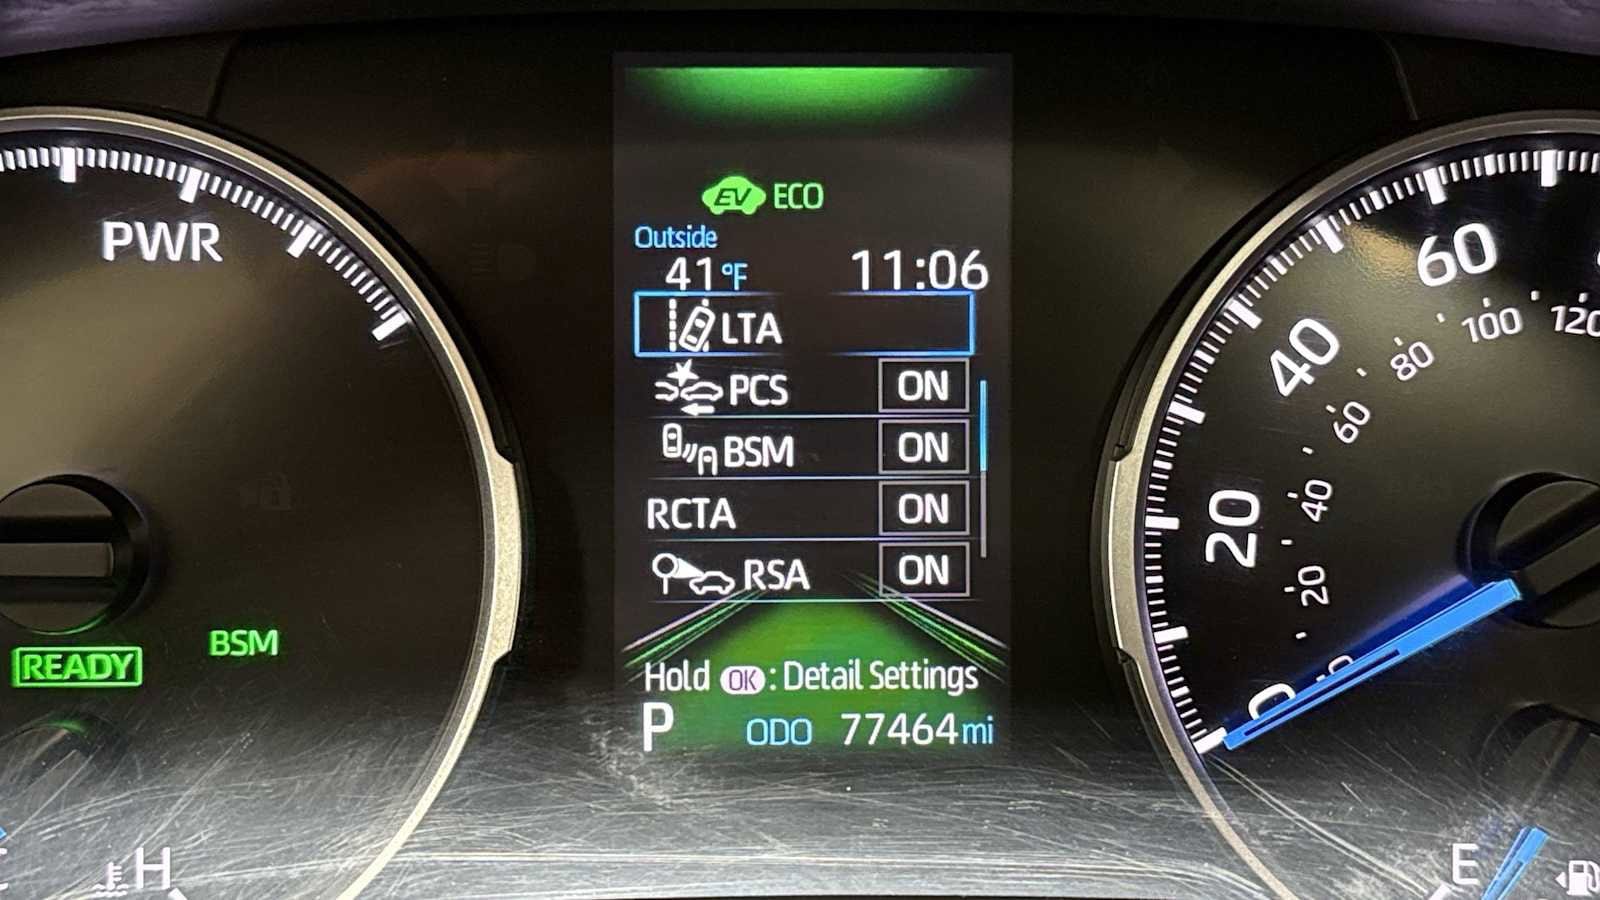 PWR
READY
BSM
H
EV ECO
Outside
41 °F 11:06
LTA
PCS ON
BSM ON
RCTA ON
RSA ON
Hold OK : Detail Settings
P ODO 77464 mi
60
40
20
0
120
100
80
60
40
20
E